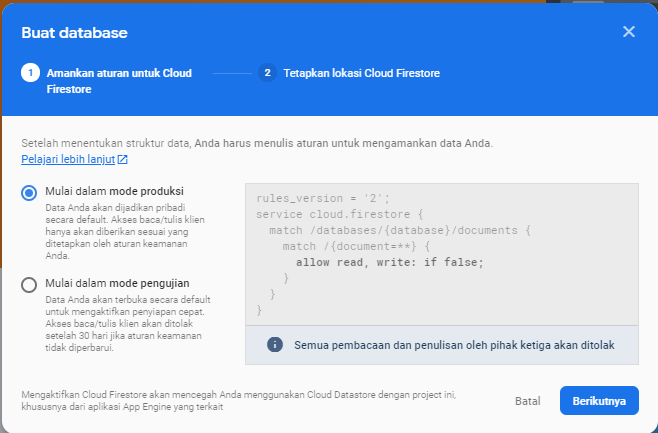 Buat database
1 Amankan aturan untuk Cloud
Firestore
2 Tetapkan lokasi Cloud Firestore
Setelah menentukan struktur data, Anda harus menulis aturan untuk mengamankan data Anda.
Pelajari lebih lanjut
Mulai dalam mode produksi
Data Anda akan dijadikan pribadi
secara default. Akses baca/tulis klien
hanya akan diberikan sesuai yang
ditetapkan oleh aturan keamanan
Anda.
Mulai dalam mode pengujian
Data Anda akan terbuka secara default
untuk mengaktifkan penyiapan cepat.
Akses baca/tulis klien akan ditolak
setelah 30 hari jika aturan keamanan
tidak diperbarui.
rules_version = '2';
service cloud.firestore {
match /databases/{database}/documents {
match /{document=**} {
allow read, write: if false;
}
}
}
Semua pembacaan dan penulisan oleh pihak ketiga akan ditolak
Mengaktifkan Cloud Firestore akan mencegah Anda menggunakan Cloud Datastore dengan project ini,
khususnya dari aplikasi App Engine yang terkait
Batal
Berikutnya